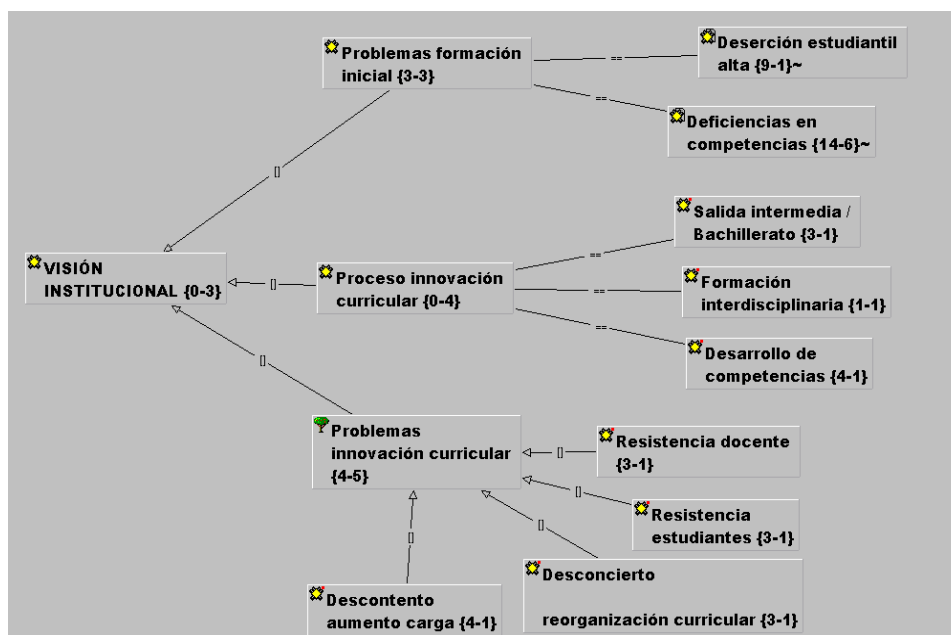 Problemas formación
inicial {3-3}
==
Deserción estudiantil
alta {9-1}~
==
Deficiencias en
competencias {14-6}~
[]
Salida intermedia /
Bachillerato {3-1}
==
VISIÓN
INSTITUCIONAL {0-3}
[]
Proceso innovación
curricular {0-4}
==
Formación
interdisciplinaria {1-1}
==
Desarrollo de
competencias {4-1}
[]
Problemas
innovación curricular
{4-5}
[]
Resistencia docente
{3-1}
[]
Resistencia
estudiantes {3-1}
[]
Desconcierto
reorganización curricular {3-1}
[]
Descontento
aumento carga {4-1}